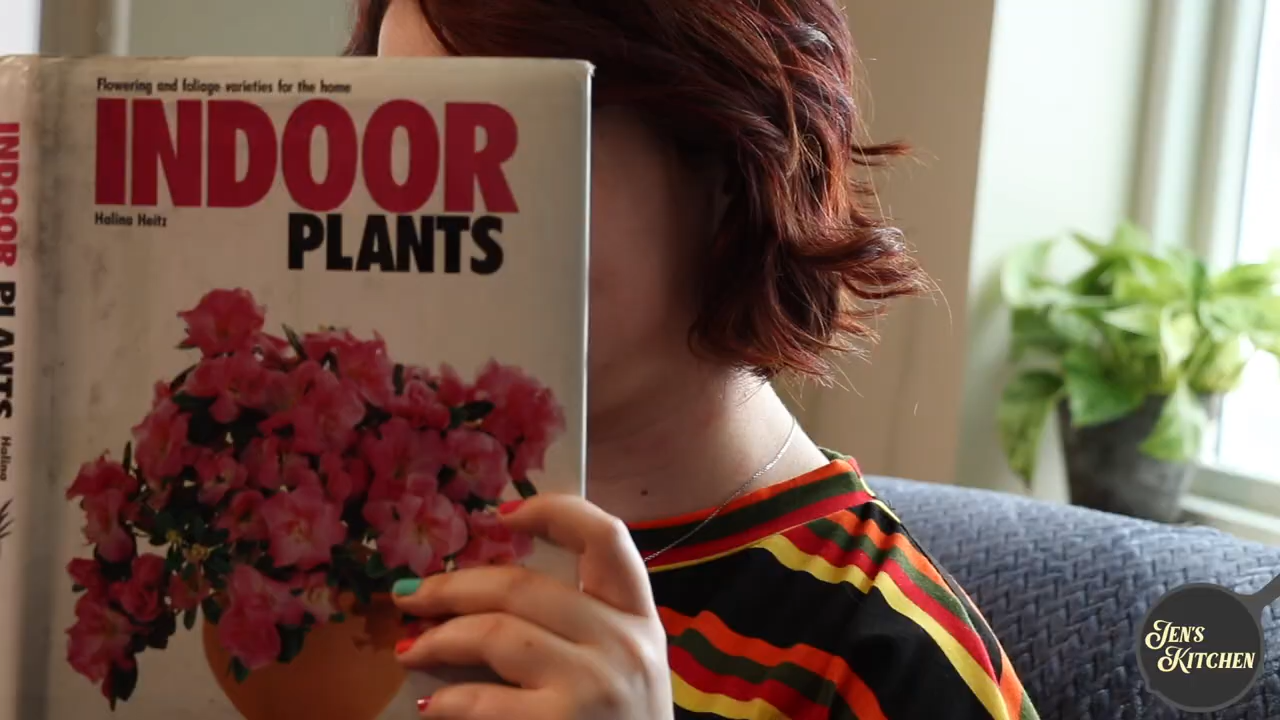 Flowering and foliage varieties for the home
INDOOR
Halina Heitz
PLANTS
INDOOR PLANTS Halina
JEN'S
KITCHEN